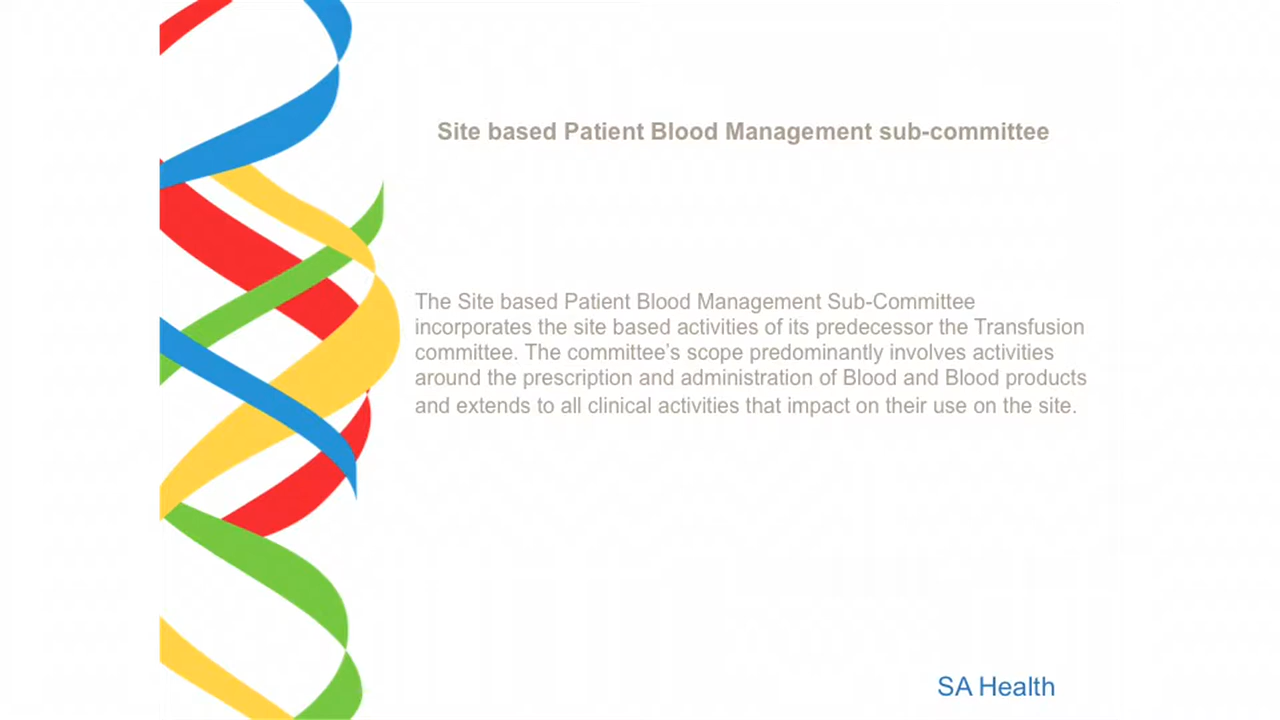 Site based Patient Blood Management sub-committee
The Site based Patient Blood Management Sub-Committee
incorporates the site based activities of its predecessor the Transfusion
committee. The committee’s scope predominantly involves activities
around the prescription and administration of Blood and Blood products
and extends to all clinical activities that impact on their use on the site.
SA Health